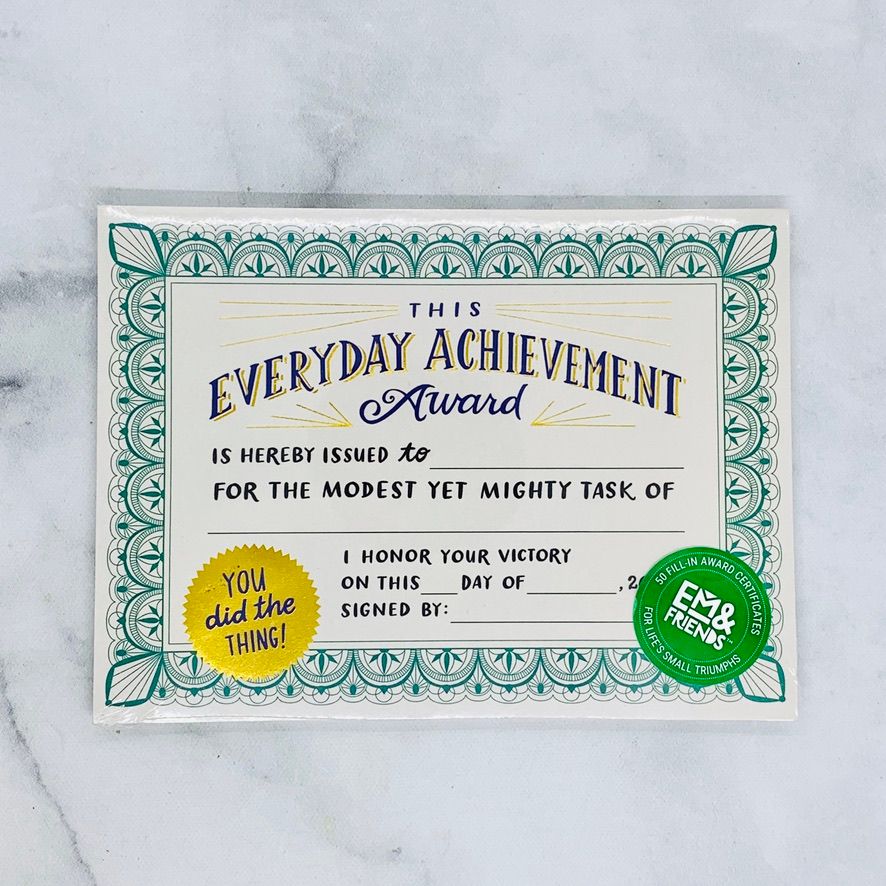 THIS
EVERYDAY ACHIEVEMENT
Award
IS HEREBY ISSUED to
FOR THE MODEST YET MIGHTY TASK OF
I HONOR YOUR VICTORY
ON THIS DAY OF , 2
SIGNED BY:
YOU
did the
THING!
50 FILL-IN AWARD CERTIFICATES
EM&
FRIENDS™
FOR LIFE'S SMALL TRIUMPHS